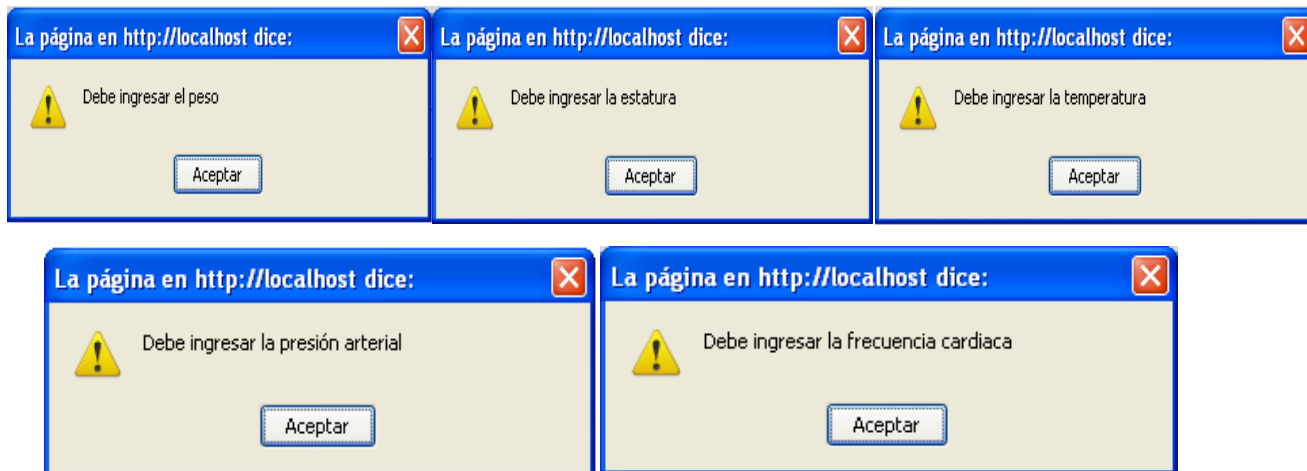 La página en http://localhost dice:
Debe ingresar el peso
Aceptar
La página en http://localhost dice:
Debe ingresar la estatura
Aceptar
La página en http://localhost dice:
Debe ingresar la temperatura
Aceptar
La página en http://localhost dice:
Debe ingresar la presión arterial
Aceptar
La página en http://localhost dice:
Debe ingresar la frecuencia cardiaca
Aceptar